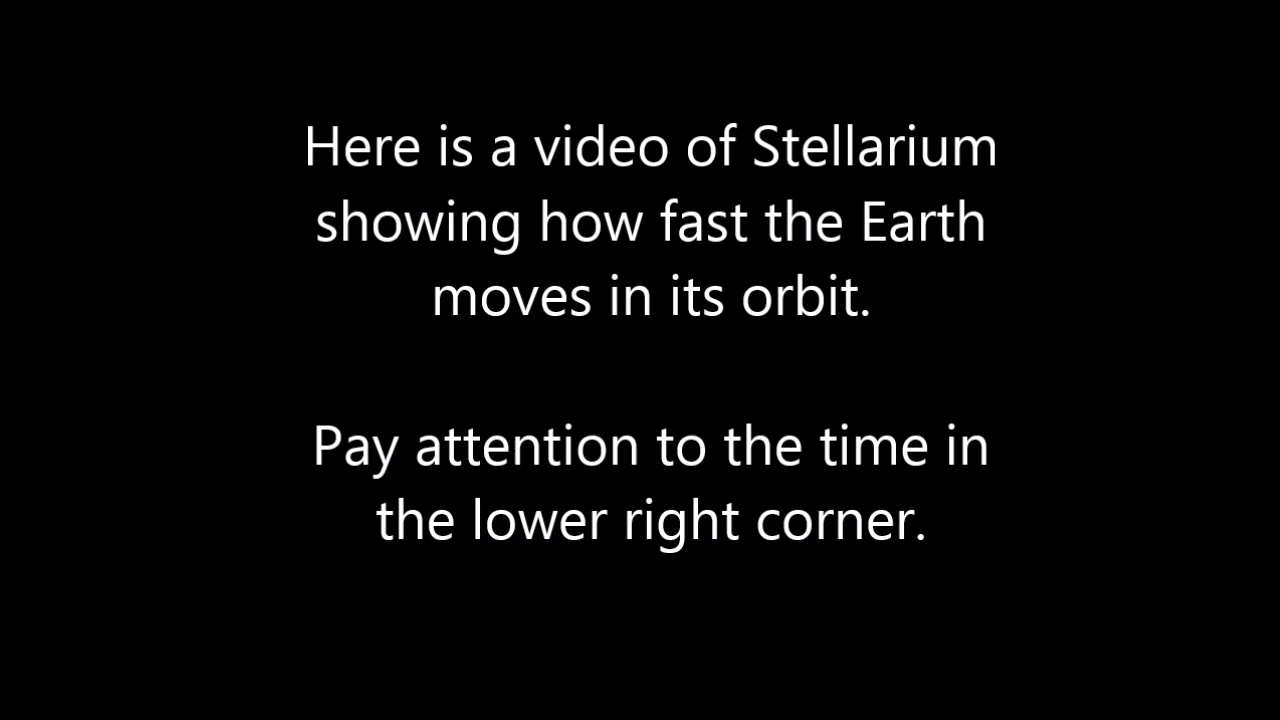 Here is a video of Stellarium
showing how fast the Earth
moves in its orbit.
Pay attention to the time in
the lower right corner.